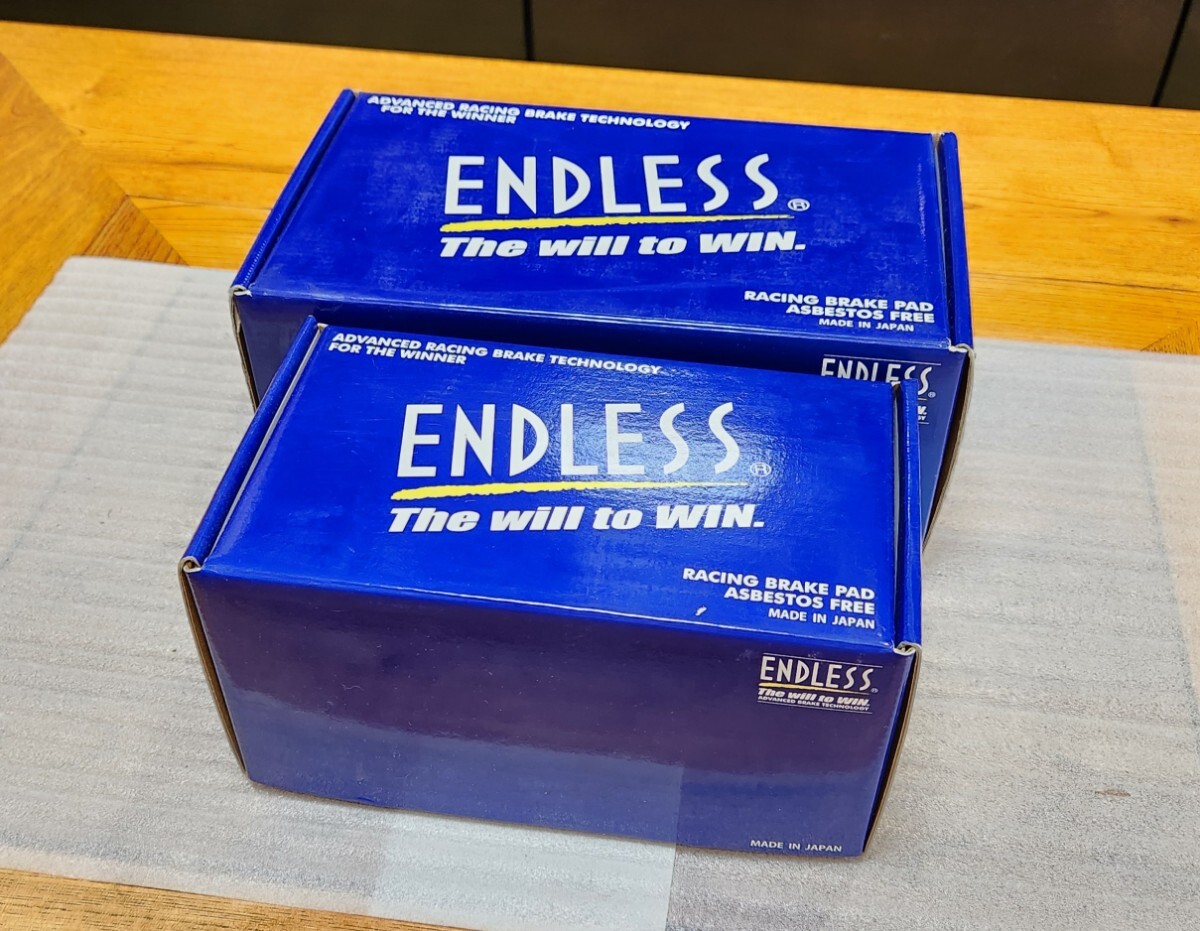 ADVANCED RACING BRAKE TECHNOLOGY
FOR THE WINNER
ENDLESS®
The will to WIN.
RACING BRAKE PAD
ASBESTOS FREE
MADE IN JAPAN
ENDLESS®
ADVANCED RACING BRAKE TECHNOLOGY
FOR THE WINNER
ENDLESS®
The will to WIN.
RACING BRAKE PAD
ASBESTOS FREE
MADE IN JAPAN
ENDLESS®
The will to WIN.
ADVANCED BRAKE TECHNOLOGY
MADE IN JAPAN